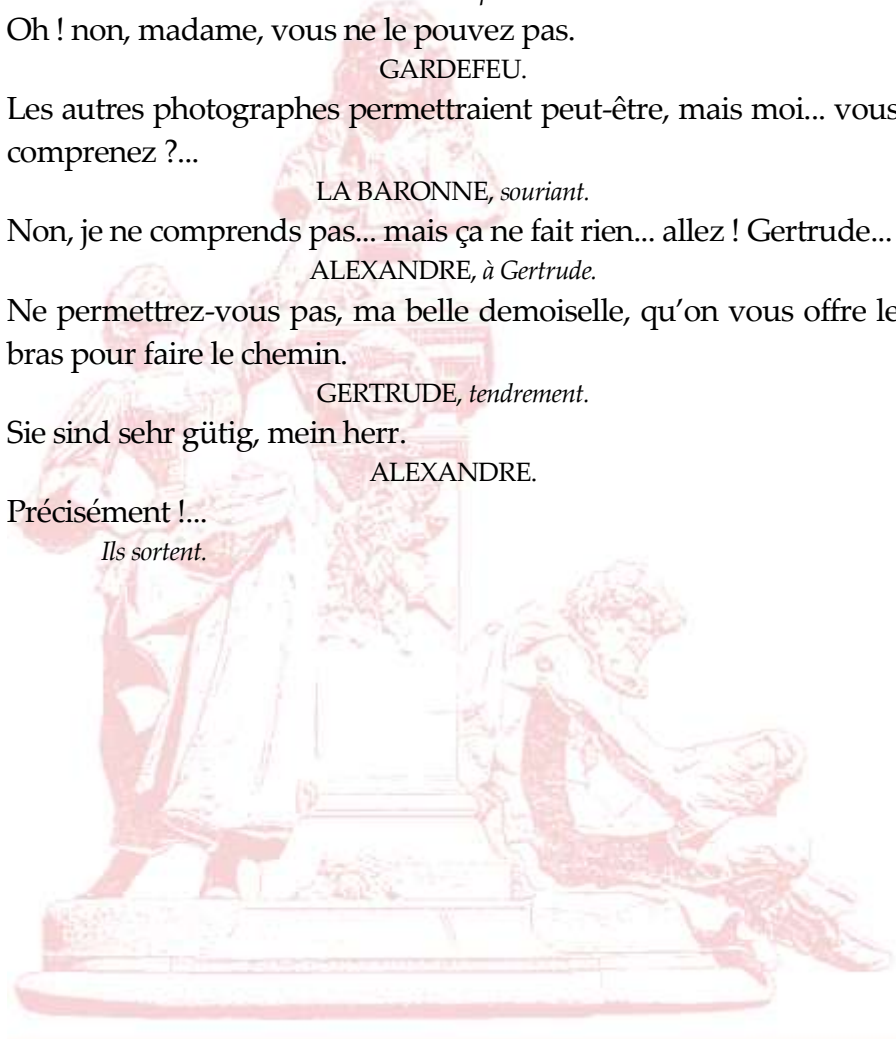 Oh ! non, madame, vous ne le pouvez pas.
GARDEFEU.
Les autres photographes permettraient peut-être, mais moi... vous
comprenez ?...
LA BARONNE, souriant.
Non, je ne comprends pas... mais ça ne fait rien... allez ! Gertrude...
ALEXANDRE, à Gertrude.
Ne permettrez-vous pas, ma belle demoiselle, qu’on vous offre le
bras pour faire le chemin.
GERTRUDE, tendrement.
Sie sind sehr gütig, mein herr.
ALEXANDRE.
Précisément !...
Ils sortent.